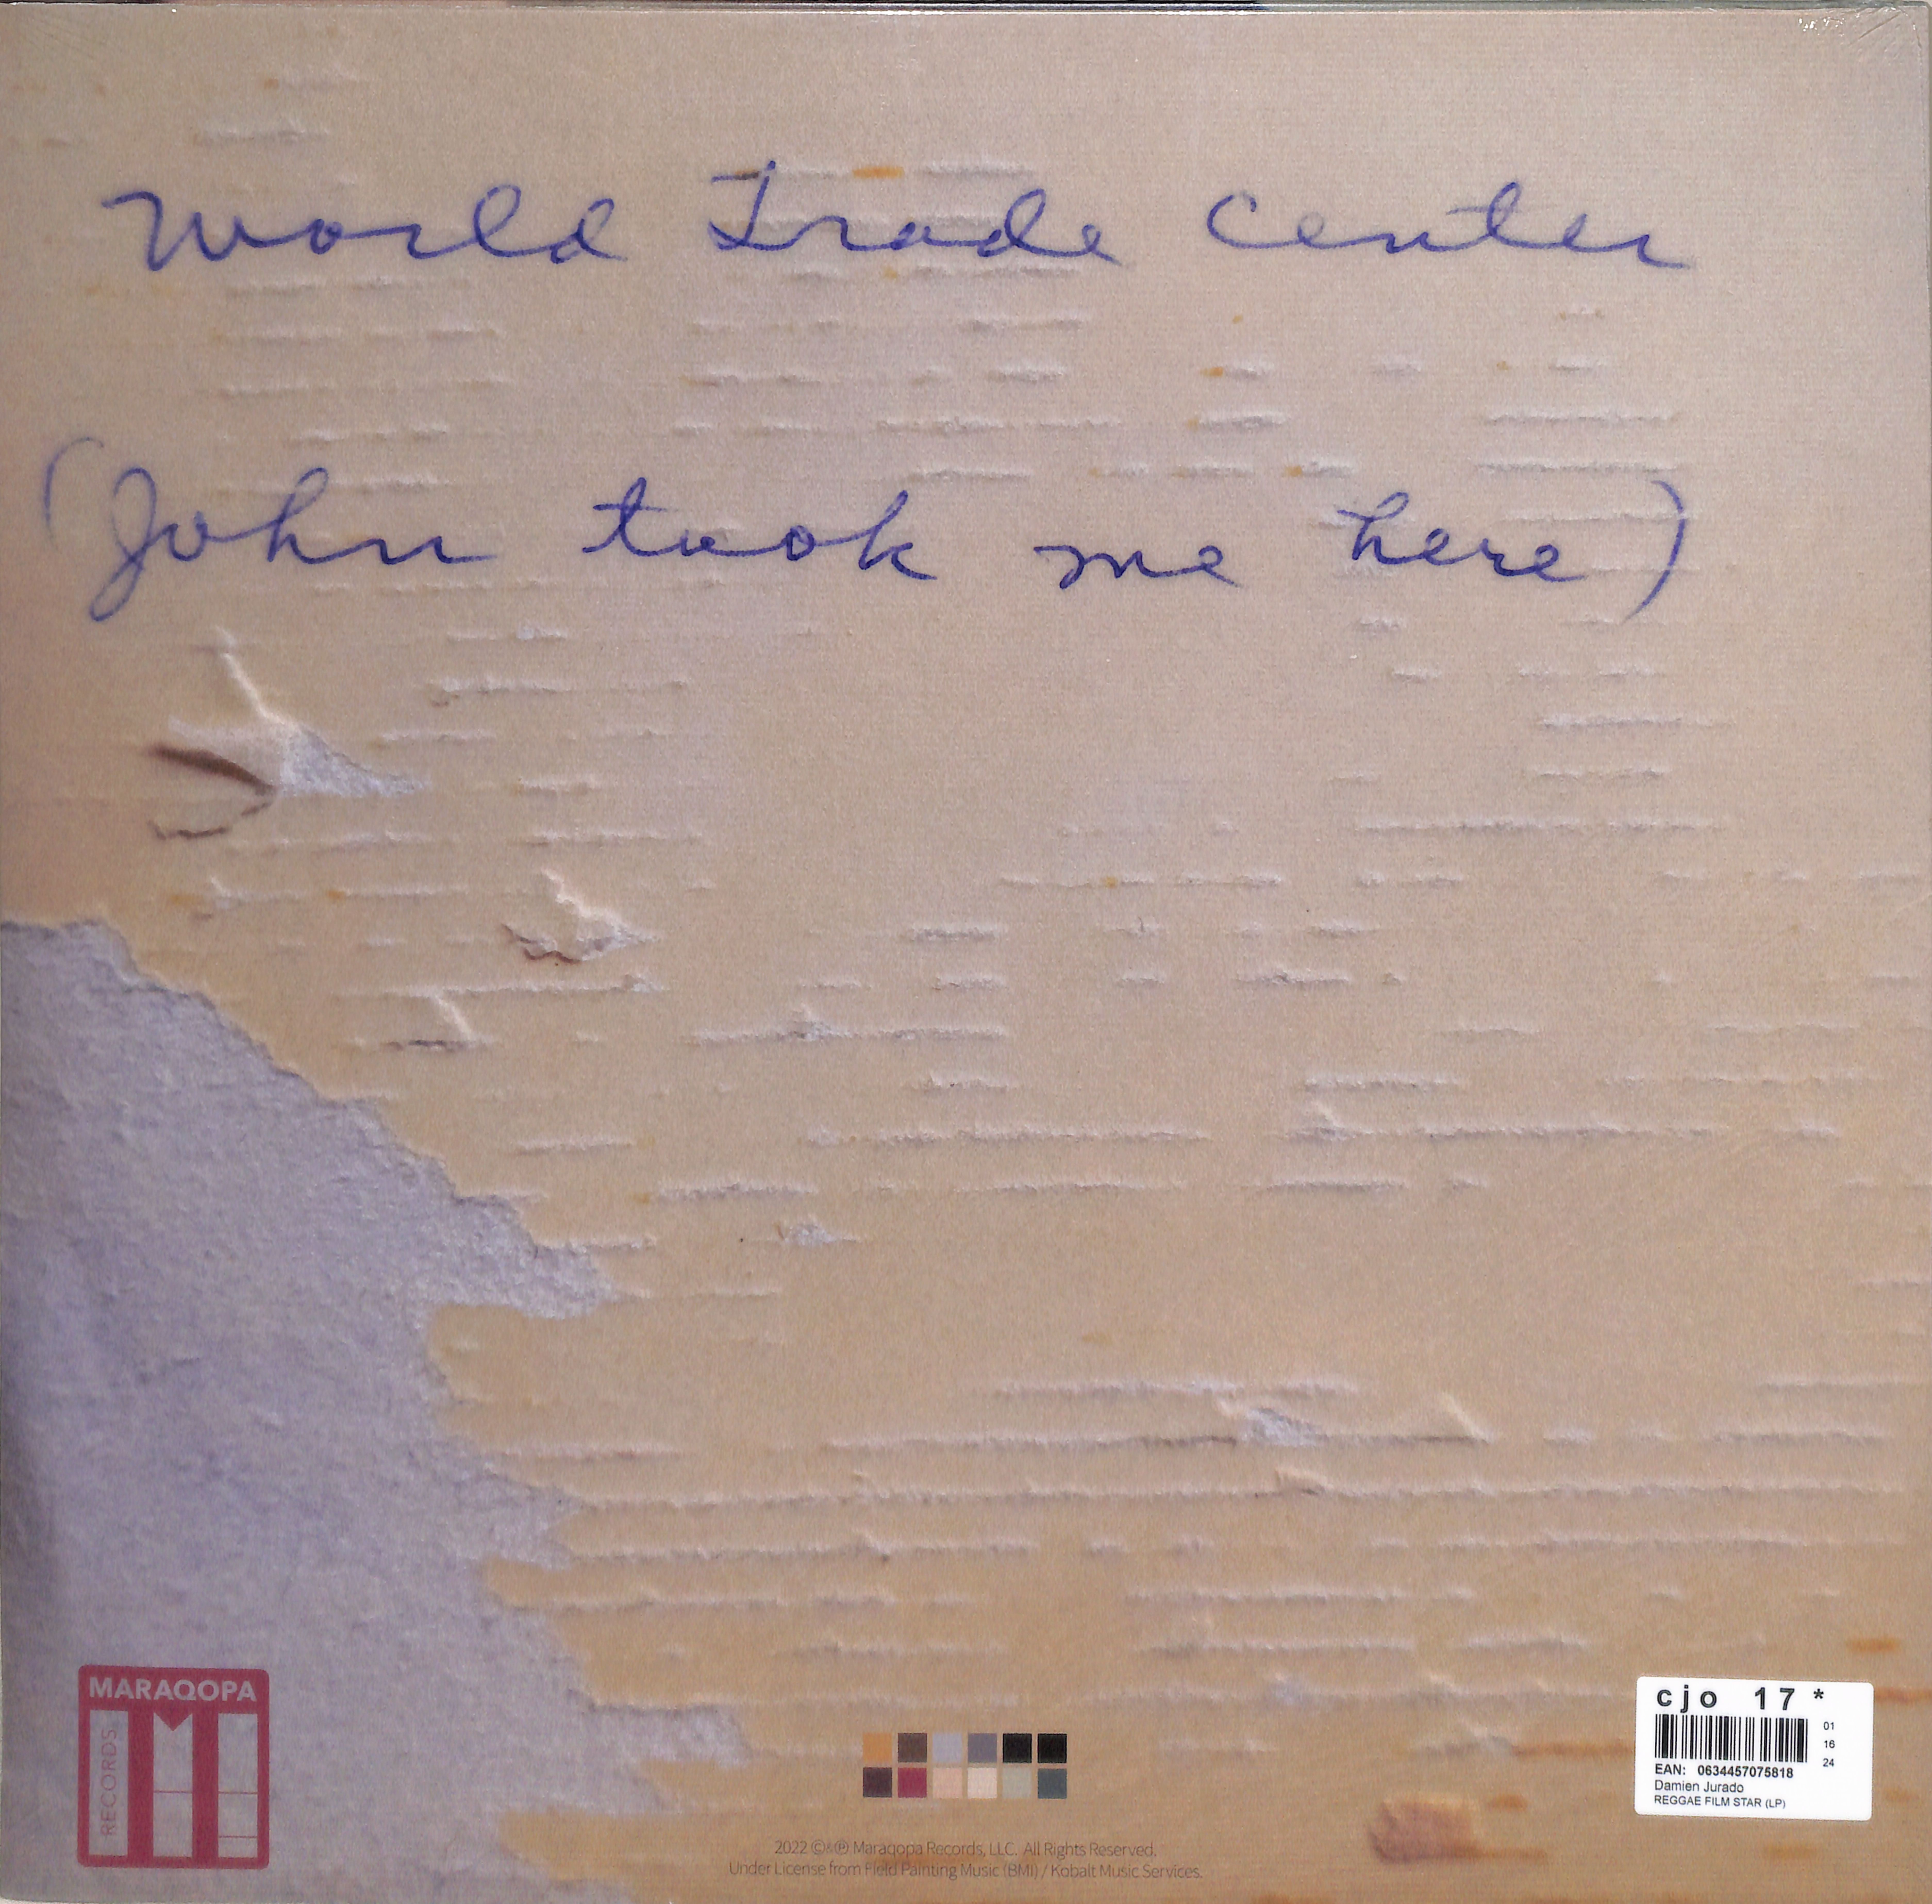 World Trade Center
(John took me here)
MARAQOPA
RECORDS
cjo 17 *
01
16
24
EAN: 0634457075818
Damien Jurado
REGGAE FILM STAR (LP)
2022 ©&℗ Maraqopa Records, LLC. All Rights Reserved.
Under License from Field Painting Music (BMI) / Kobalt Music Services.